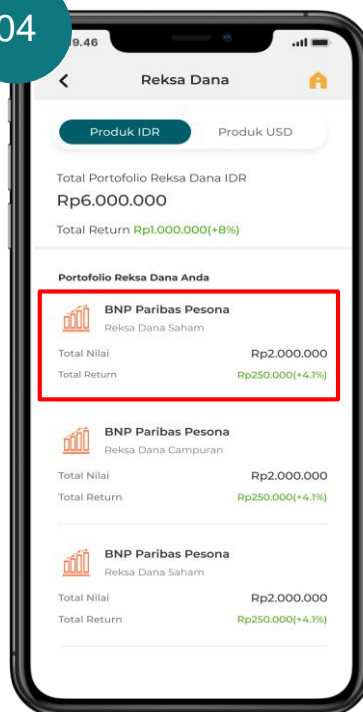 04
9.46
Reksa Dana
Produk IDR Produk USD
Total Portofolio Reksa Dana IDR
Rp6.000.000
Total Return Rp1.000.000(+8%)
Portofolio Reksa Dana Anda
BNP Paribas Pesona
Reksa Dana Saham
Total Nilai Rp2.000.000
Total Return Rp250.000(+4.1%)
BNP Paribas Pesona
Reksa Dana Campuran
Total Nilai Rp2.000.000
Total Return Rp250.000(+4.1%)
BNP Paribas Pesona
Reksa Dana Saham
Total Nilai Rp2.000.000
Total Return Rp250.000(+4.1%)